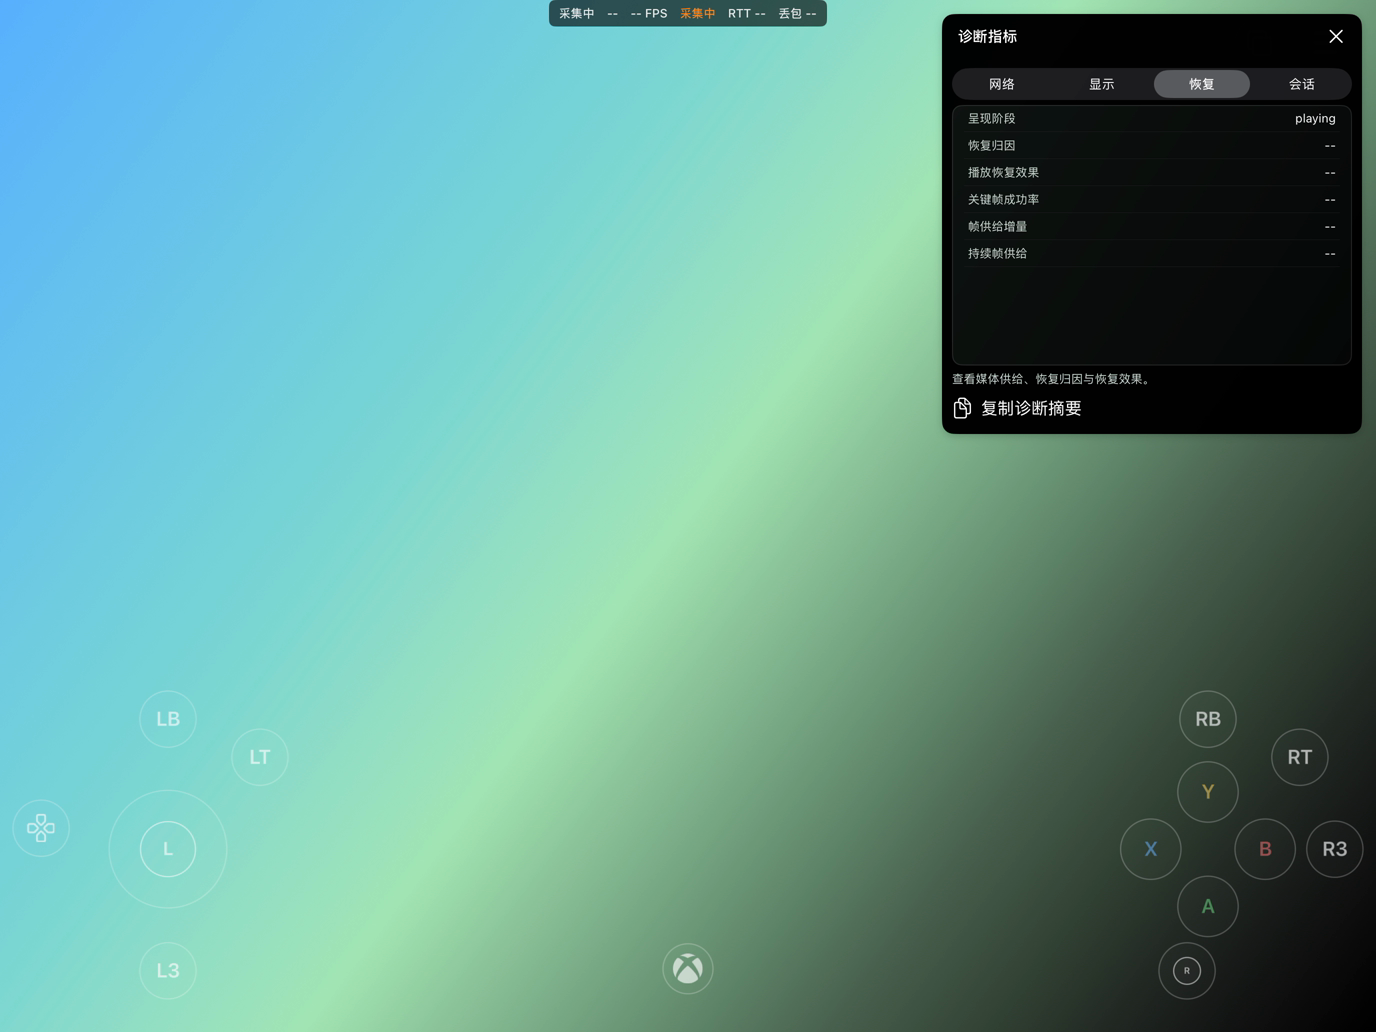 采集中 -- -- FPS 采集中 RTT -- 丢包 --
诊断指标
网络 显示 恢复 会话
呈现阶段 playing
恢复归因 --
播放恢复效果 --
关键帧成功率 --
帧供给增量 --
持续帧供给 --
查看媒体供给、恢复归因与恢复效果。
复制诊断摘要
LB
RB
LT
RT
Y
L
X
B
R3
A
L3
R